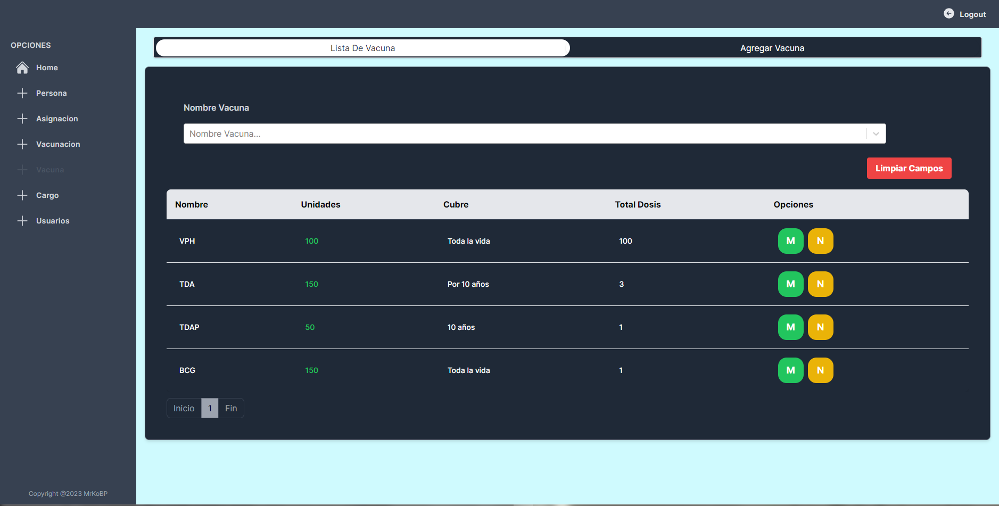 Logout
OPCIONES
Home
Persona
Asignacion
Vacunacion
Vacuna
Cargo
Usuarios
Copyright @2023 MrKoBP
Lista De Vacuna Agregar Vacuna
Nombre Vacuna
Nombre Vacuna...
Limpiar Campos
Nombre Unidades Cubre Total Dosis Opciones
VPH 100 Toda la vida 100 M N
TDA 150 Por 10 años 3 M N
TDAP 50 10 años 1 M N
BCG 150 Toda la vida 1 M N
Inicio 1 Fin